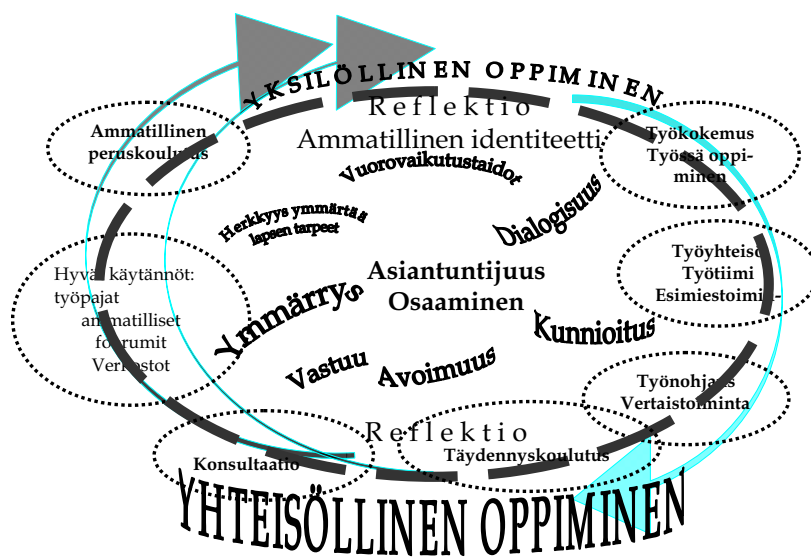 YKSILÖLLINEN OPPIMINEN
Reflektio
Ammatillinen identiteetti
Ammatillinen
peruskoulutus
Työkokemus
Työssä oppi-
minen
Vuorovaikutustaidot
Dialogisuus
Herkkyys ymmärtää
lapsen tarpeet
Asiantuntijuus
Osaaminen
Hyvät käytännöt:
työpajat
ammatilliset
foorumit
Verkostot
Työyhteisö
Työtiimi
Esimiestoimin-
Ymmärrys
Kunnioitus
Vastuu
Avoimuus
Työnohjaus
Vertaistoiminta
Reflektio
Konsultaatio
Täydennyskoulutus
YHTEISÖLLINEN OPPIMINEN